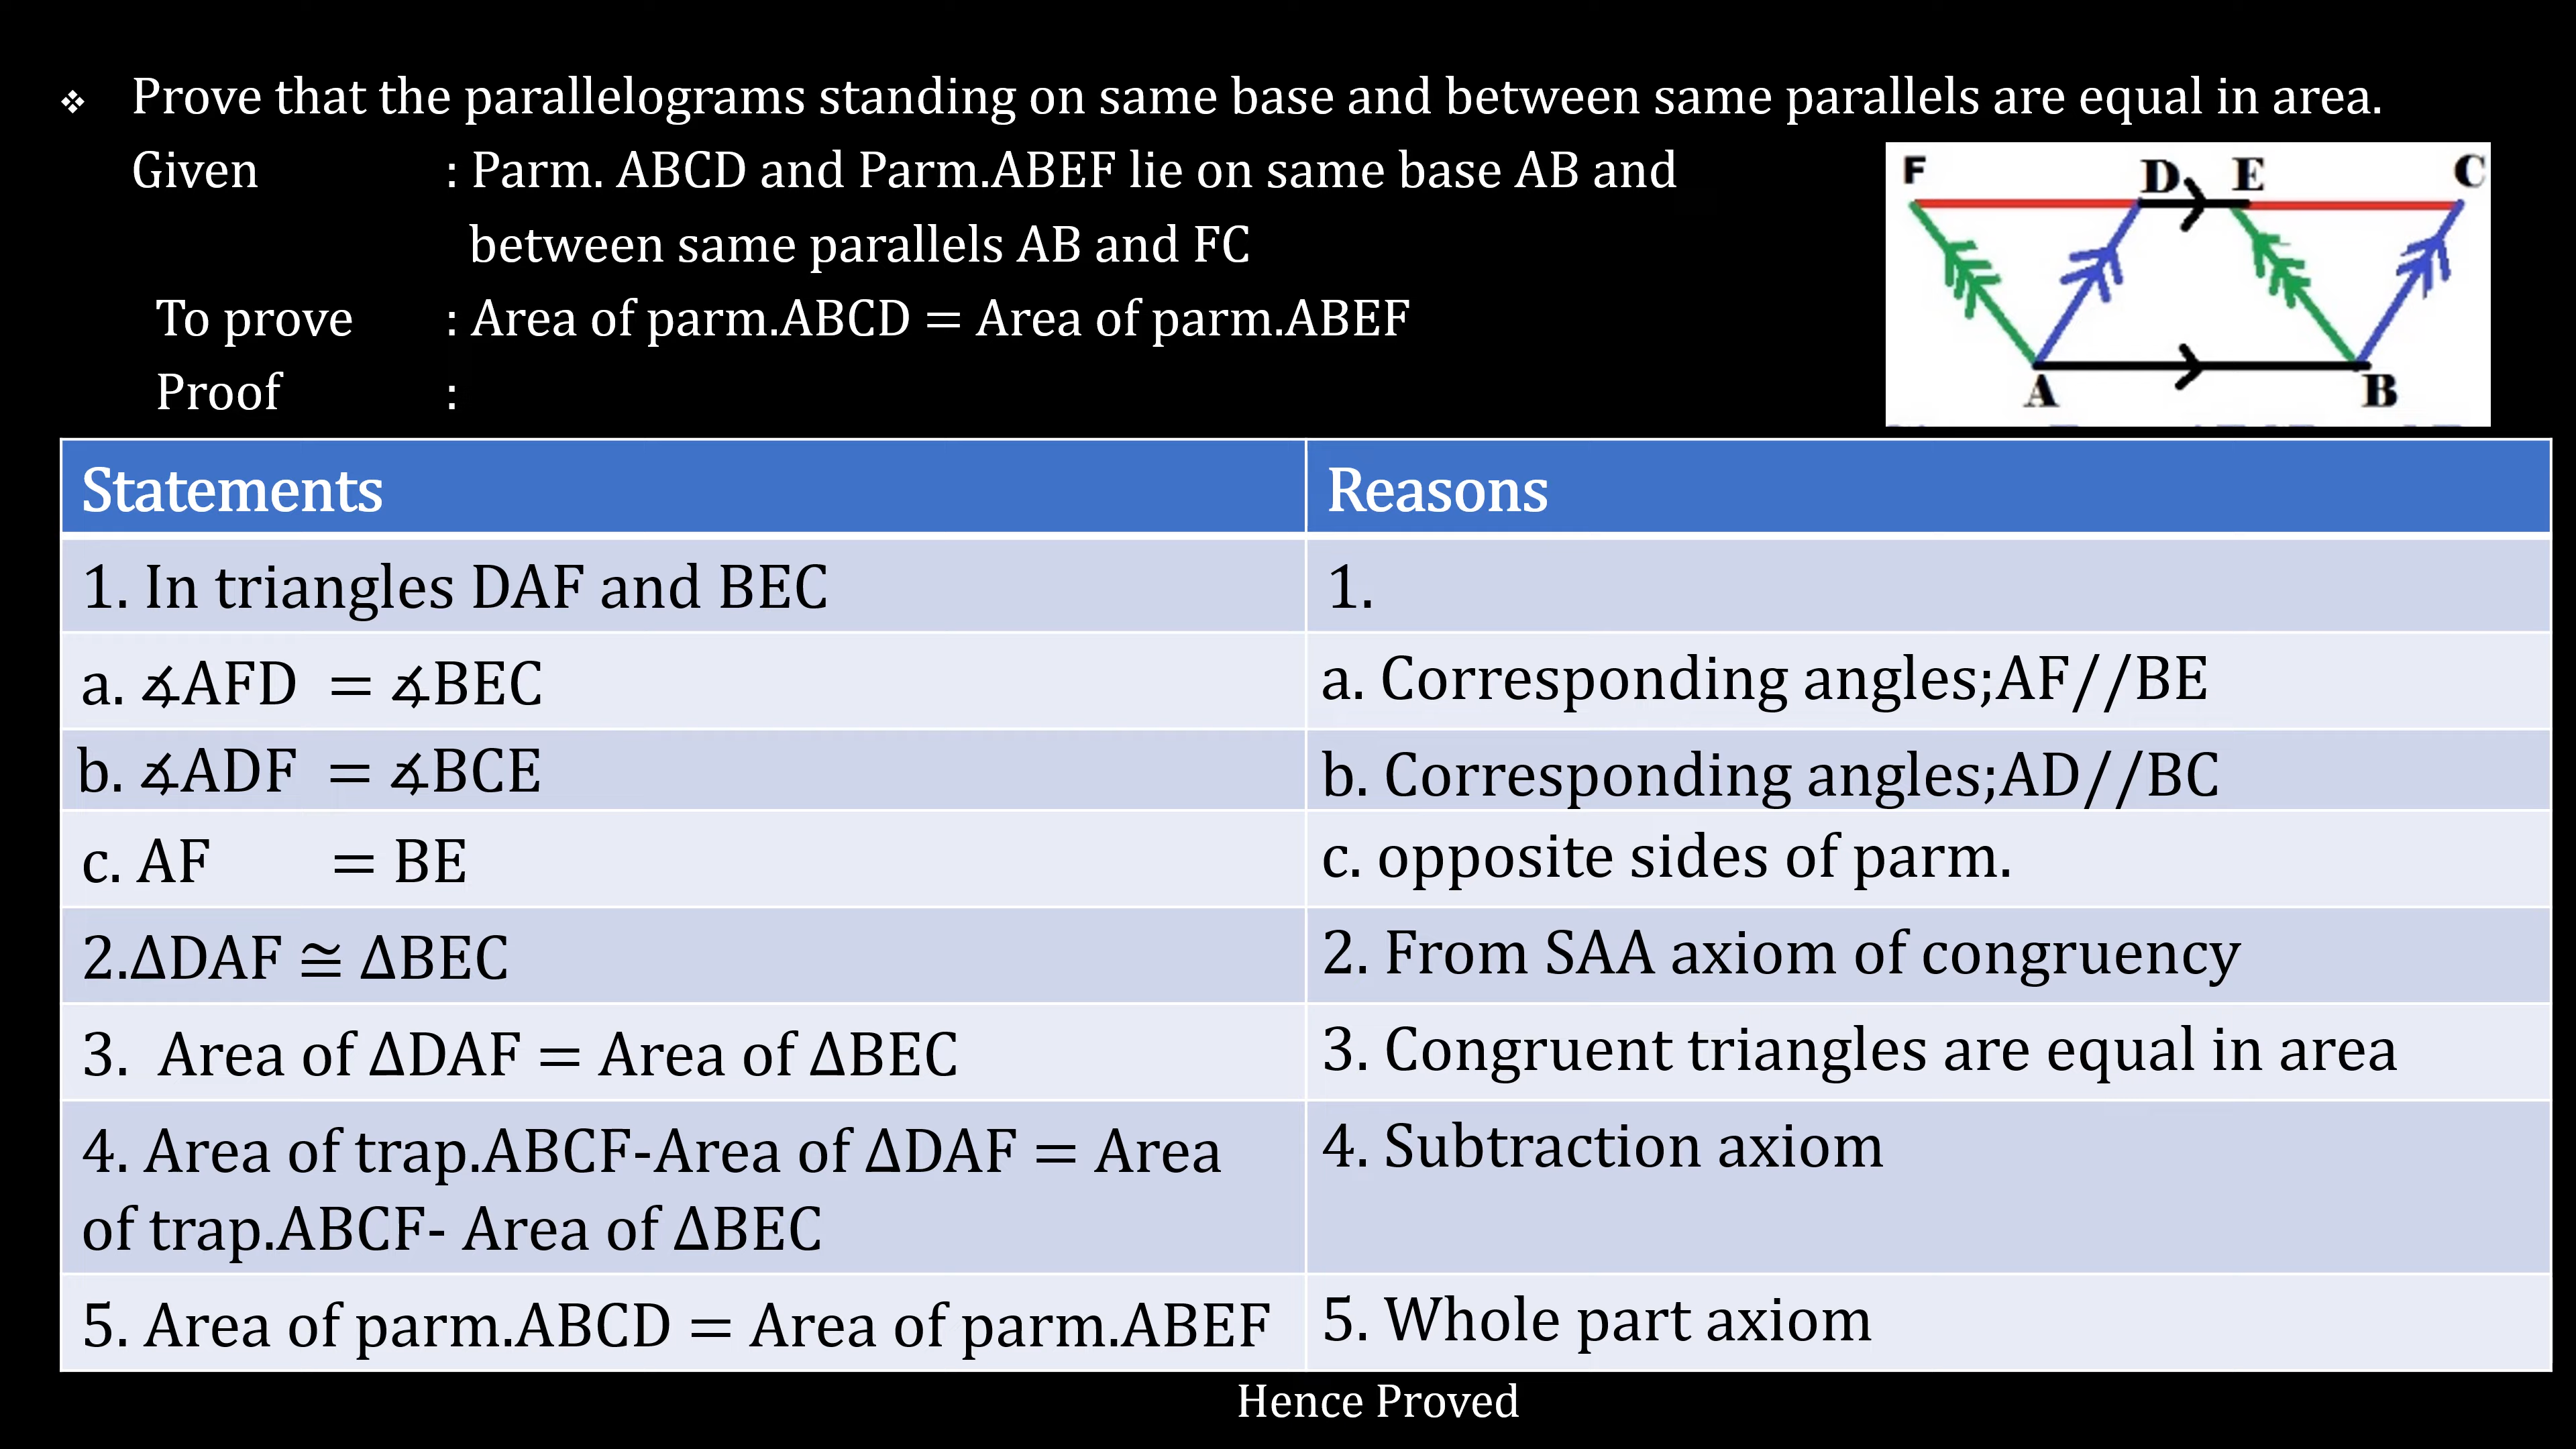 ❖ Prove that the parallelograms standing on same base and between same parallels are equal in area.
Given : Parm. ABCD and Parm.ABEF lie on same base AB and
between same parallels AB and FC
To prove : Area of parm.ABCD = Area of parm.ABEF
Proof :
F D E C
A B
Statements Reasons
1. In triangles DAF and BEC 1.
a. ∡AFD = ∡BEC a. Corresponding angles;AF//BE
b. ∡ADF = ∡BCE b. Corresponding angles;AD//BC
c. AF = BE c. opposite sides of parm.
2.∆DAF ≅ ∆BEC 2. From SAA axiom of congruency
3. Area of ∆DAF = Area of ∆BEC 3. Congruent triangles are equal in area
4. Area of trap.ABCF-Area of ∆DAF = Area 4. Subtraction axiom
of trap.ABCF- Area of ∆BEC
5. Area of parm.ABCD = Area of parm.ABEF 5. Whole part axiom
Hence Proved